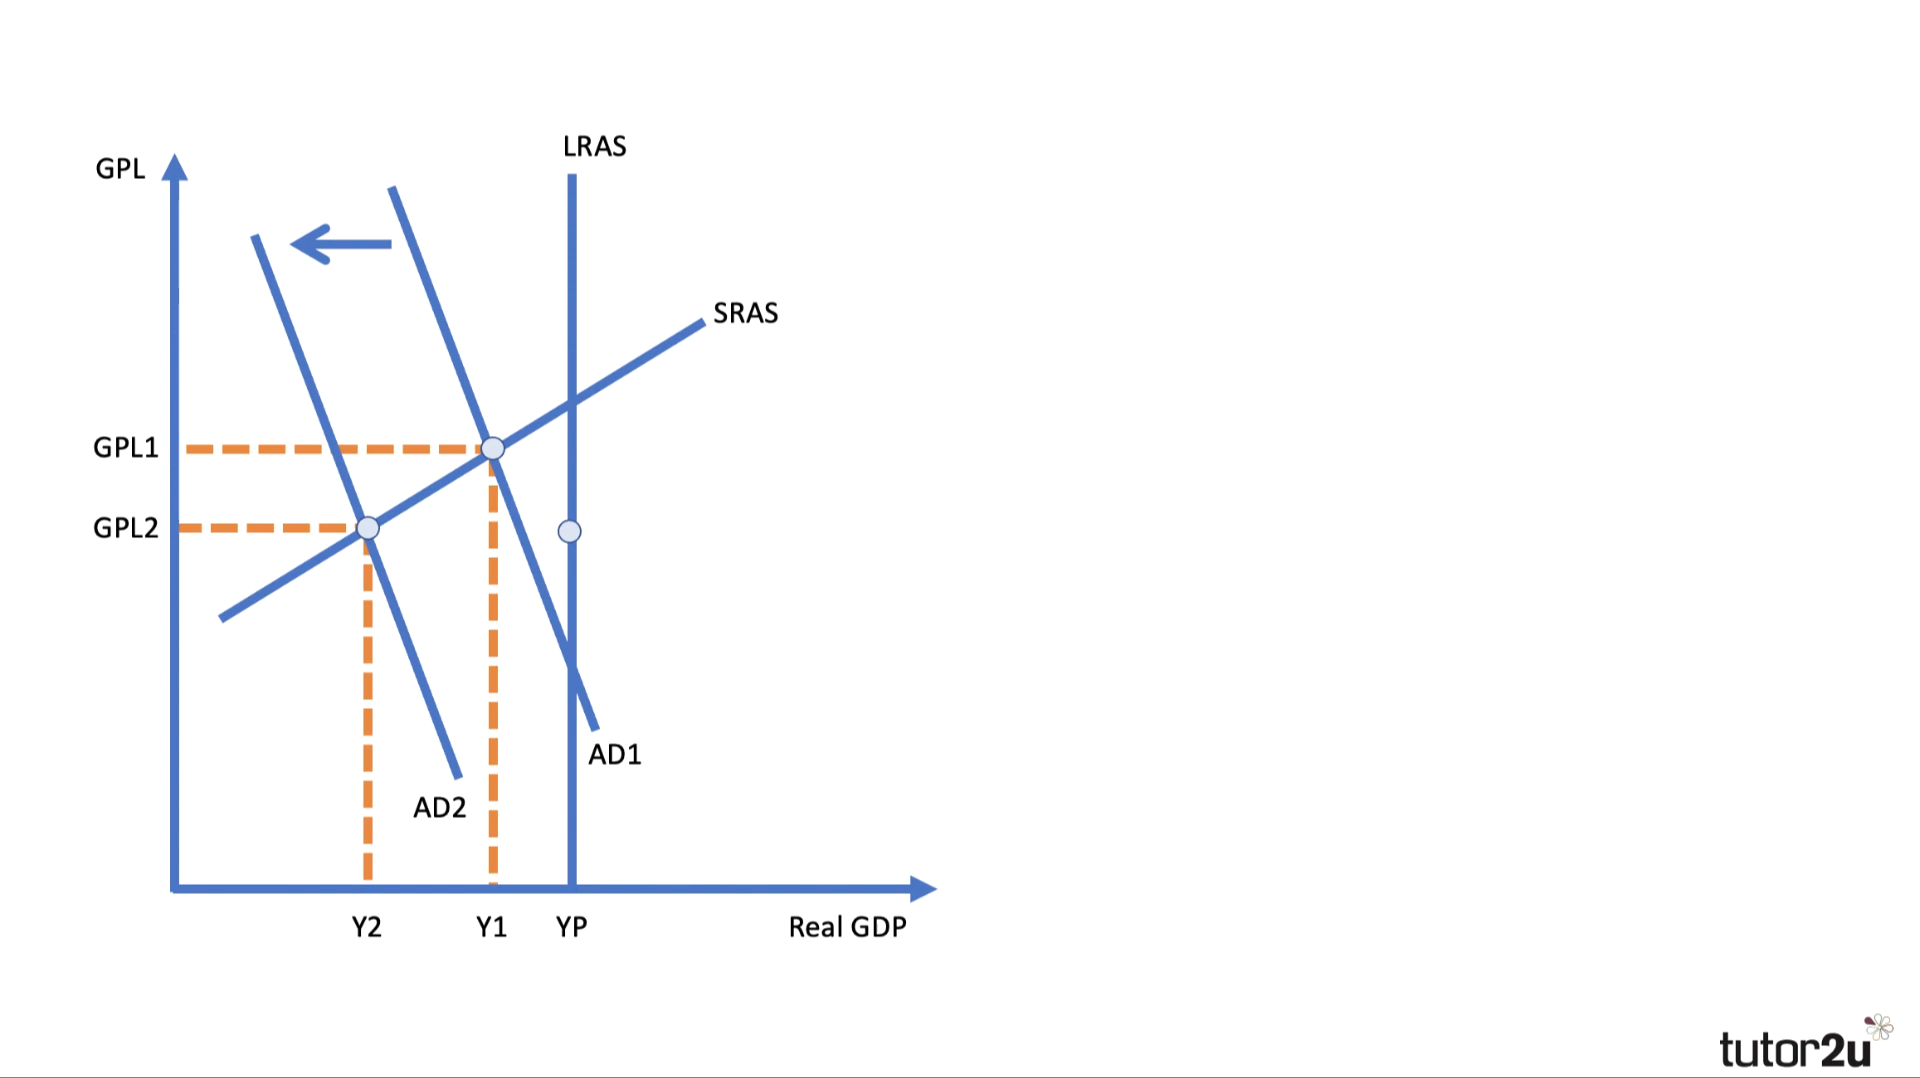 LRAS
GPL
SRAS
GPL1
GPL2
AD1
AD2
Y2
Y1
YP
Real GDP
tutor2u